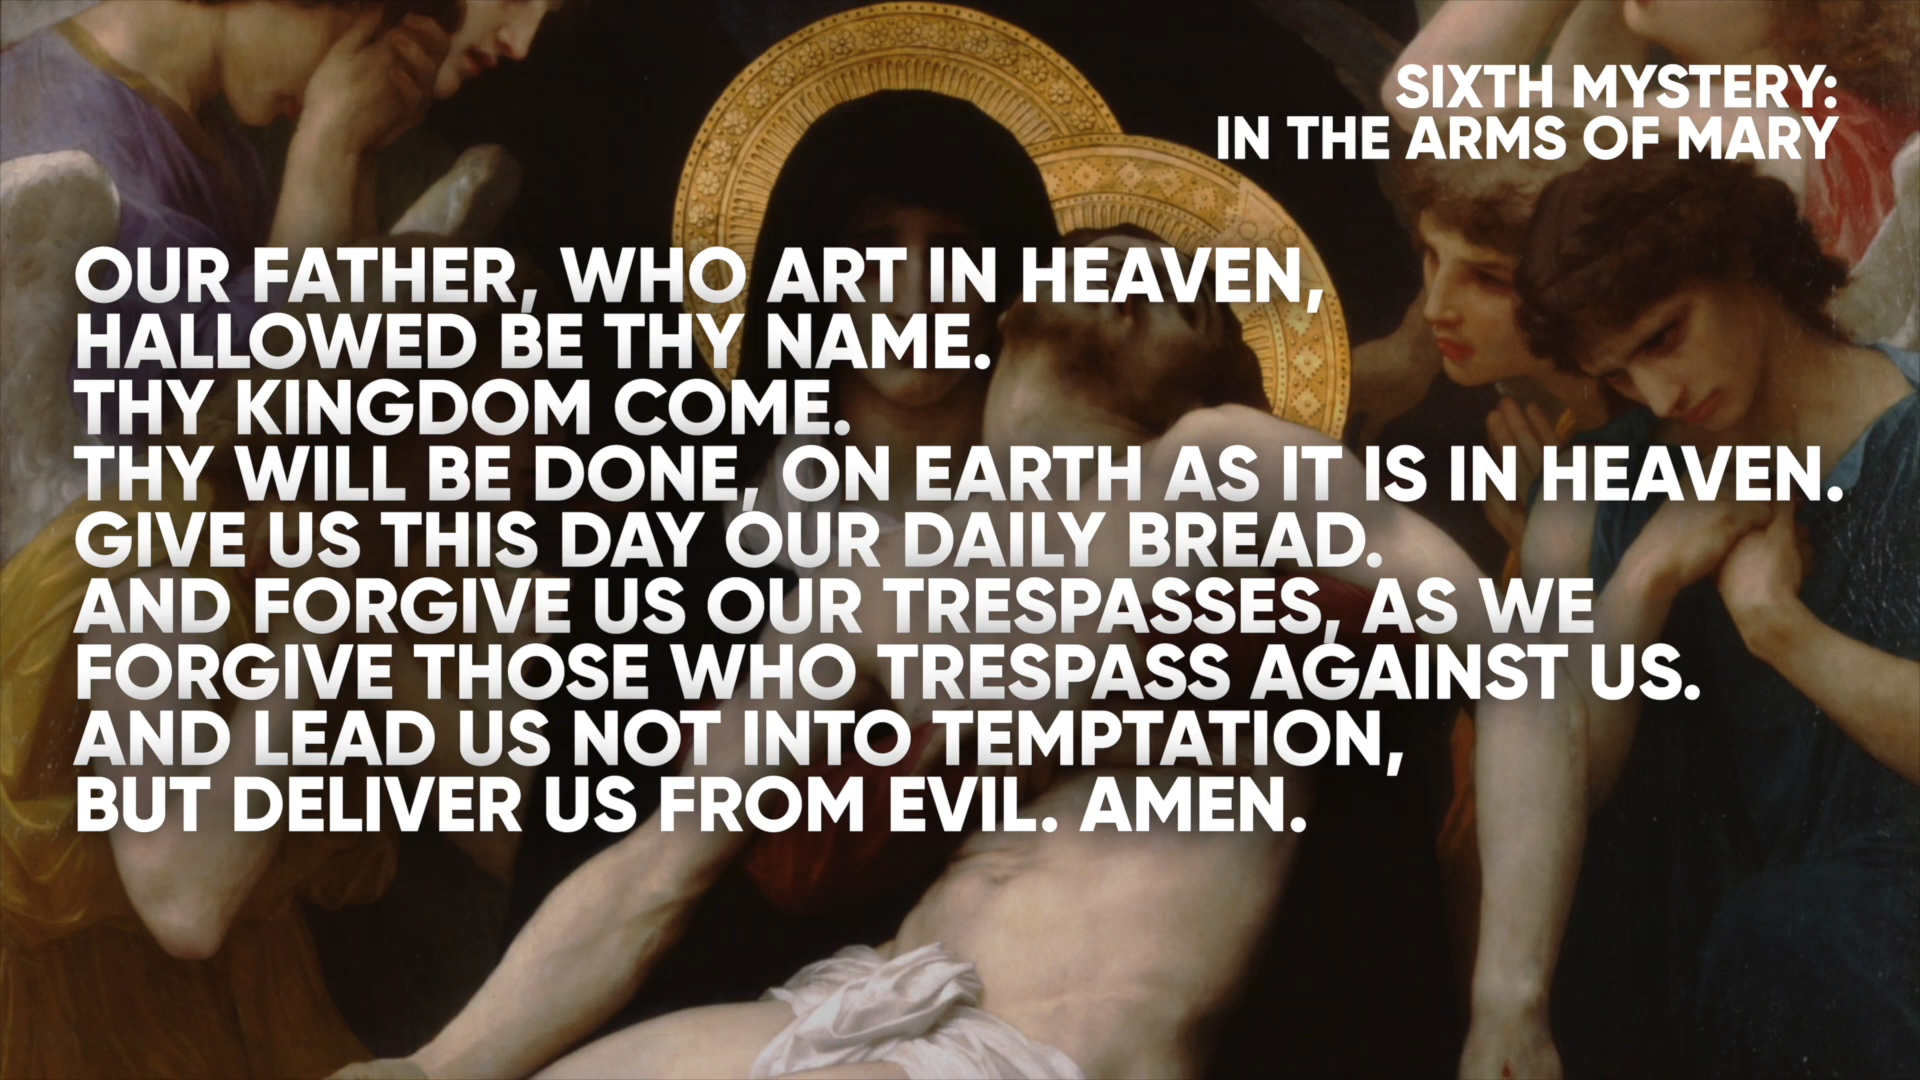 SIXTH MYSTERY:
IN THE ARMS OF MARY
OUR FATHER, WHO ART IN HEAVEN,
HALLOWED BE THY NAME.
THY KINGDOM COME.
THY WILL BE DONE, ON EARTH AS IT IS IN HEAVEN.
GIVE US THIS DAY OUR DAILY BREAD.
AND FORGIVE US OUR TRESPASSES, AS WE
FORGIVE THOSE WHO TRESPASS AGAINST US.
AND LEAD US NOT INTO TEMPTATION,
BUT DELIVER US FROM EVIL. AMEN.